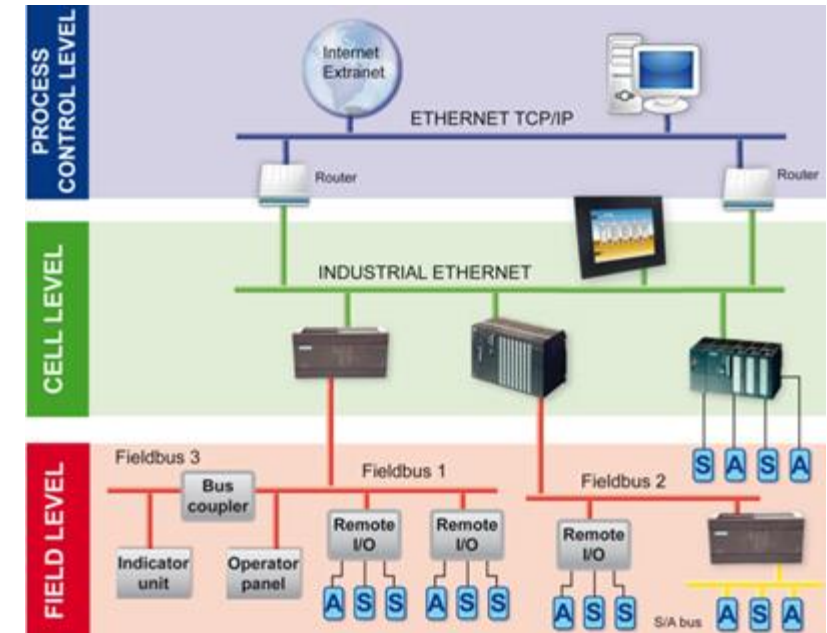 PROCESS
CONTROL LEVEL
Internet
Extranet
ETHERNET TCP/IP
Router
Router
CELL LEVEL
INDUSTRIAL ETHERNET
FIELD LEVEL
Fieldbus 3
Bus
coupler
Fieldbus 1
Fieldbus 2
S A S A
Indicator
unit
Operator
panel
Remote
I/O
Remote
I/O
Remote
I/O
A S S
A S S
A S S
S/A bus
A S A